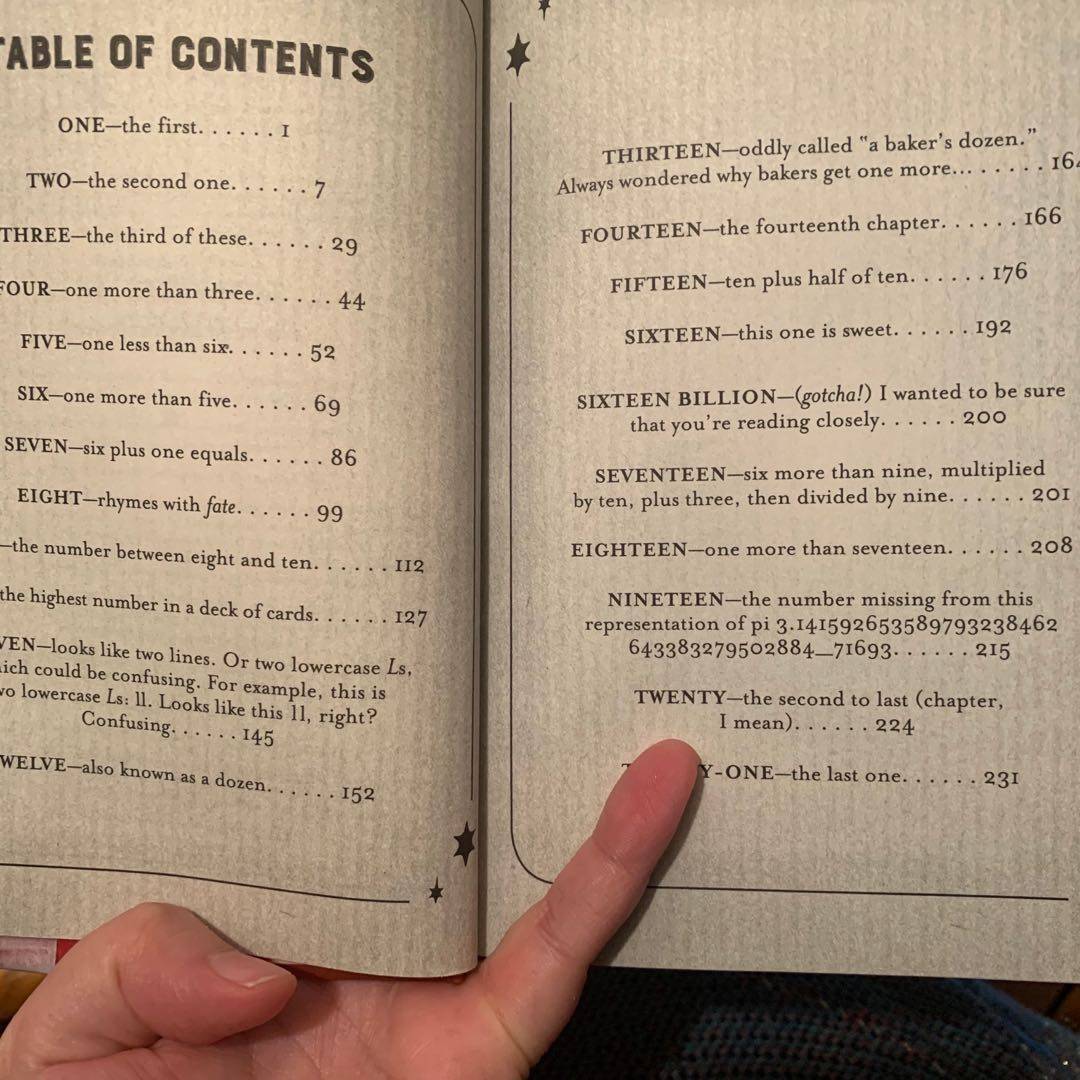 TABLE OF CONTENTS
ONE—the first. . . . . . 1
TWO—the second one. . . . . . 7
THREE—the third of these. . . . . . 29
FOUR—one more than three. . . . . . 44
FIVE—one less than six. . . . . . 52
SIX—one more than five. . . . . . 69
SEVEN—six plus one equals. . . . . . 86
EIGHT—rhymes with fate. . . . . . 99
—the number between eight and ten. . . . . . 112
the highest number in a deck of cards. . . . . . 127
VEN—looks like two lines. Or two lowercase Ls,
which could be confusing. For example, this is
two lowercase Ls: ll. Looks like this 11, right?
Confusing. . . . . . 145
TWELVE—also known as a dozen. . . . . . 152
THIRTEEN—oddly called "a baker's dozen."
Always wondered why bakers get one more... . . . . . 164
FOURTEEN—the fourteenth chapter. . . . . . 166
FIFTEEN—ten plus half of ten. . . . . . 176
SIXTEEN—this one is sweet. . . . . . 192
SIXTEEN BILLION—(gotcha!) I wanted to be sure
that you're reading closely. . . . . . 200
SEVENTEEN—six more than nine, multiplied
by ten, plus three, then divided by nine. . . . . . 201
EIGHTEEN—one more than seventeen. . . . . . 208
NINETEEN—the number missing from this
representation of pi 3.141592653589793238462
643383279502884_71693. . . . . . 215
TWENTY—the second to last (chapter,
I mean). . . . . . 224
Y-ONE—the last one. . . . . . 231